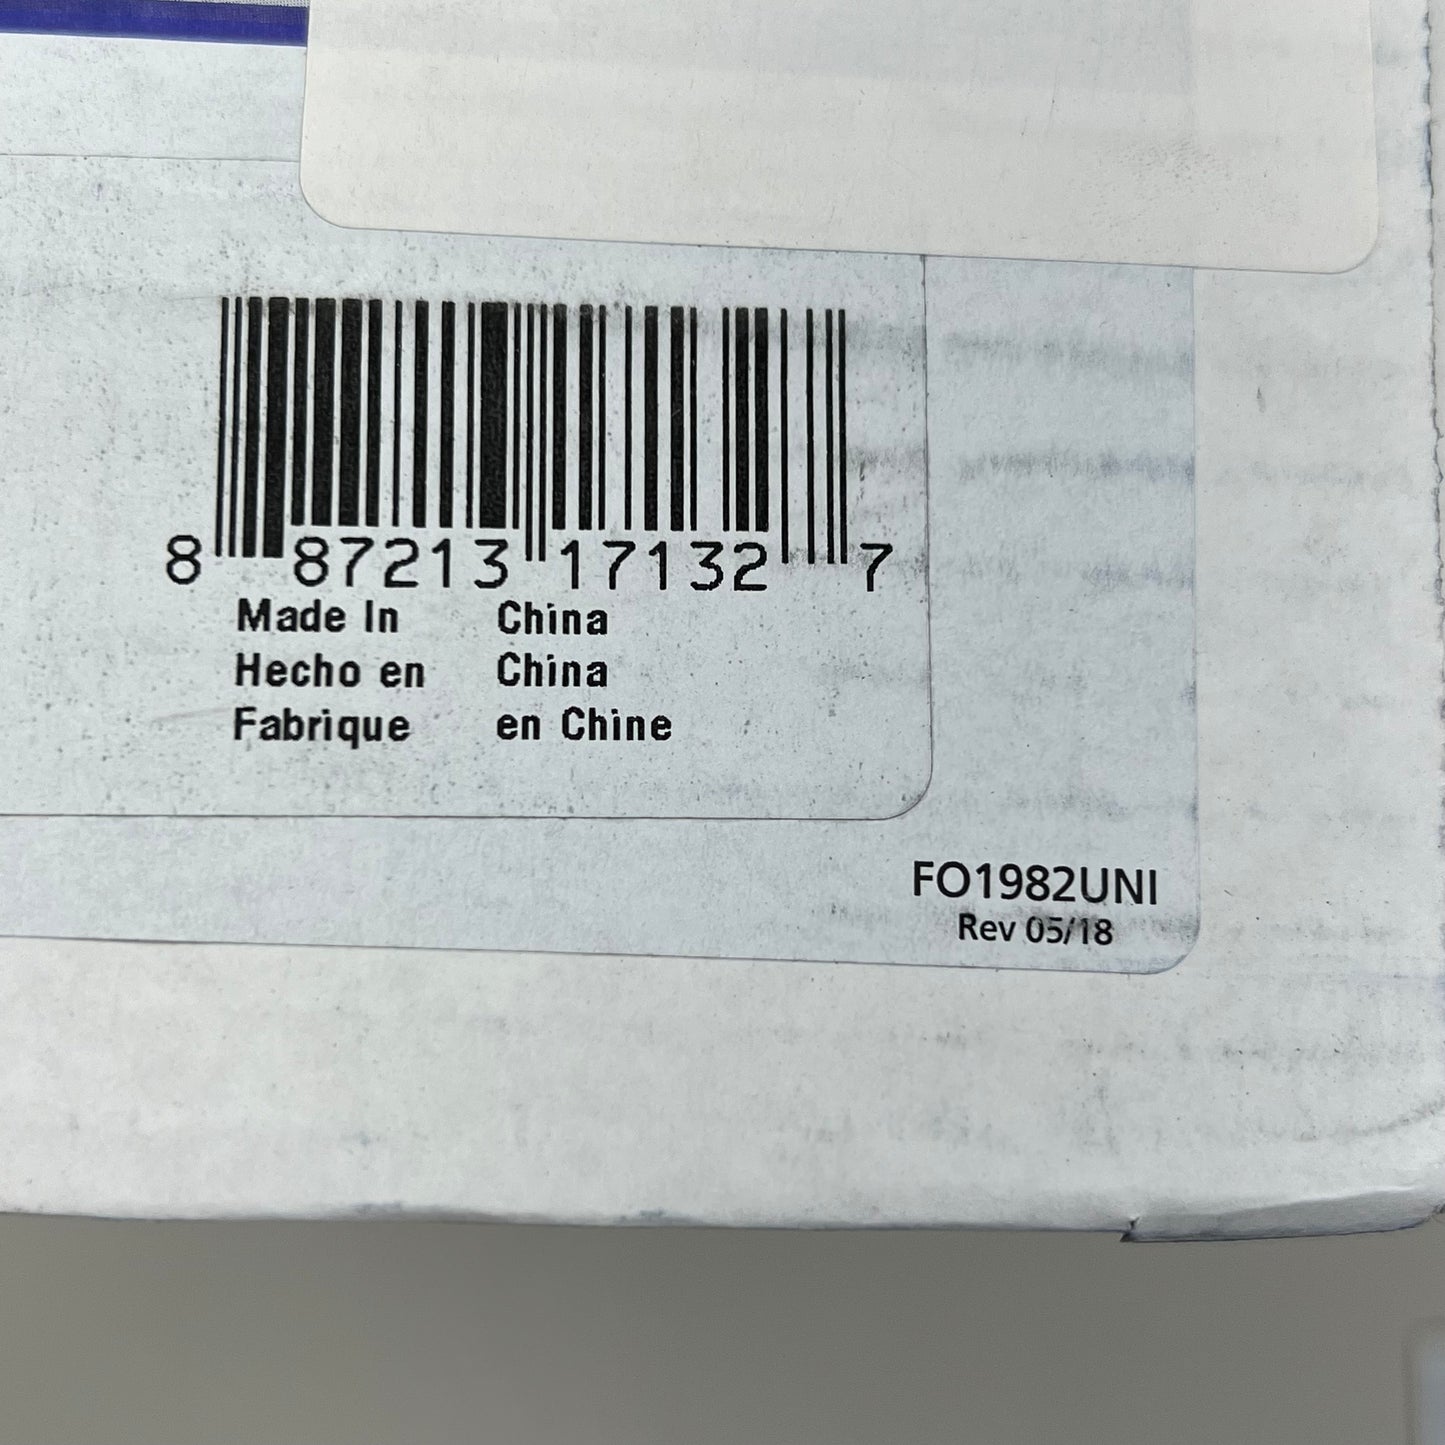 8 87213 17132 7
Made In China
Hecho en China
Fabrique en Chine
FO1982UNI
Rev 05/18